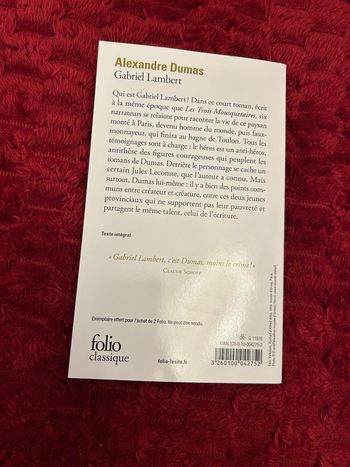 Alexandre Dumas
Gabriel Lambert
Qui est Gabriel Lambert ? Dans ce court roman, écrit
à la même époque que Les Trois Mousquetaires, six
narrateurs se relaient pour raconter la vie de ce paysan
monté à Paris, devenu homme du monde, puis faux-
monnayeur, qui finira au bagne de Toulon. Tous les
témoignages sont à charge : le héros est un anti-héros,
antithèse des figures courageuses qui peuplent les
romans de Dumas. Derrière le personnage se cache un
certain Jules Lecomte, que l'auteur a connu. Mais
surtout, Dumas lui-même : il y a bien des points com-
muns entre créateur et créature, entre ces deux jeunes
provinciaux qui ne supportent pas leur pauvreté et
partagent le même talent, celui de l'écriture.
Texte intégral
« Gabriel Lambert, c'est Dumas, moins le crime ! »
CLAUDE SCHOPP
Exemplaire offert pour l'achat de 2 Folio. Ne peut être vendu.
folio
classique
folio-lesite.fr
3 260100 042752